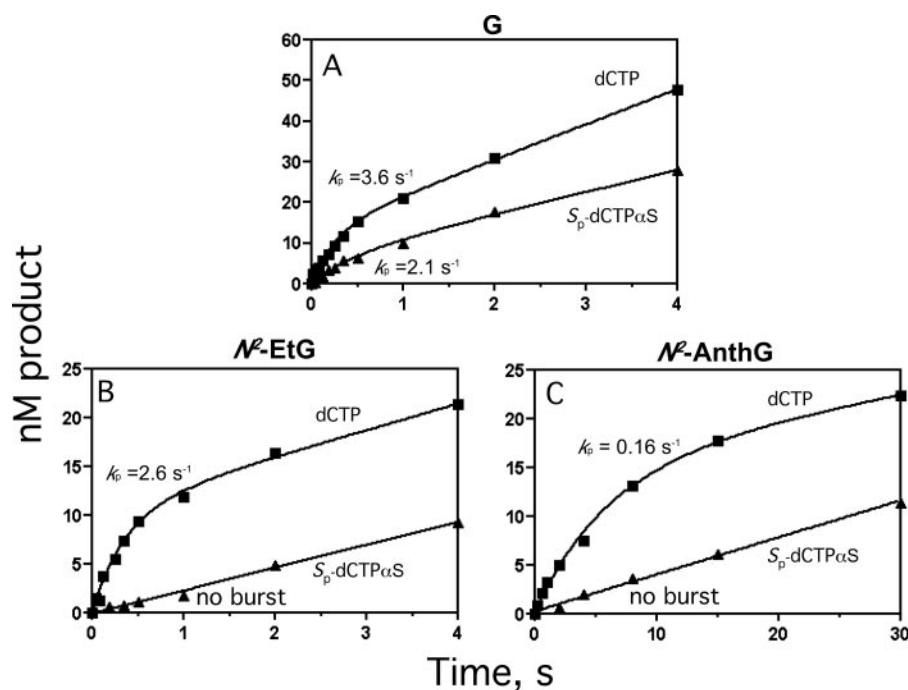 G
A
60
50
40
30
20
10
0
dCTP
kp =3.6 s-1
Sp-dCTPαS
kp =2.1 s-1
0 1 2 3 4
nM product
N2-EtG
B
25
20
15
10
5
0
dCTP
kp =2.6 s-1
Sp-dCTPαS
no burst
0 1 2 3 4
N2-AnthG
C
25
20
15
10
5
0
dCTP
kp = 0.16 s-1
Sp-dCTPαS
no burst
0 10 20 30
Time, s